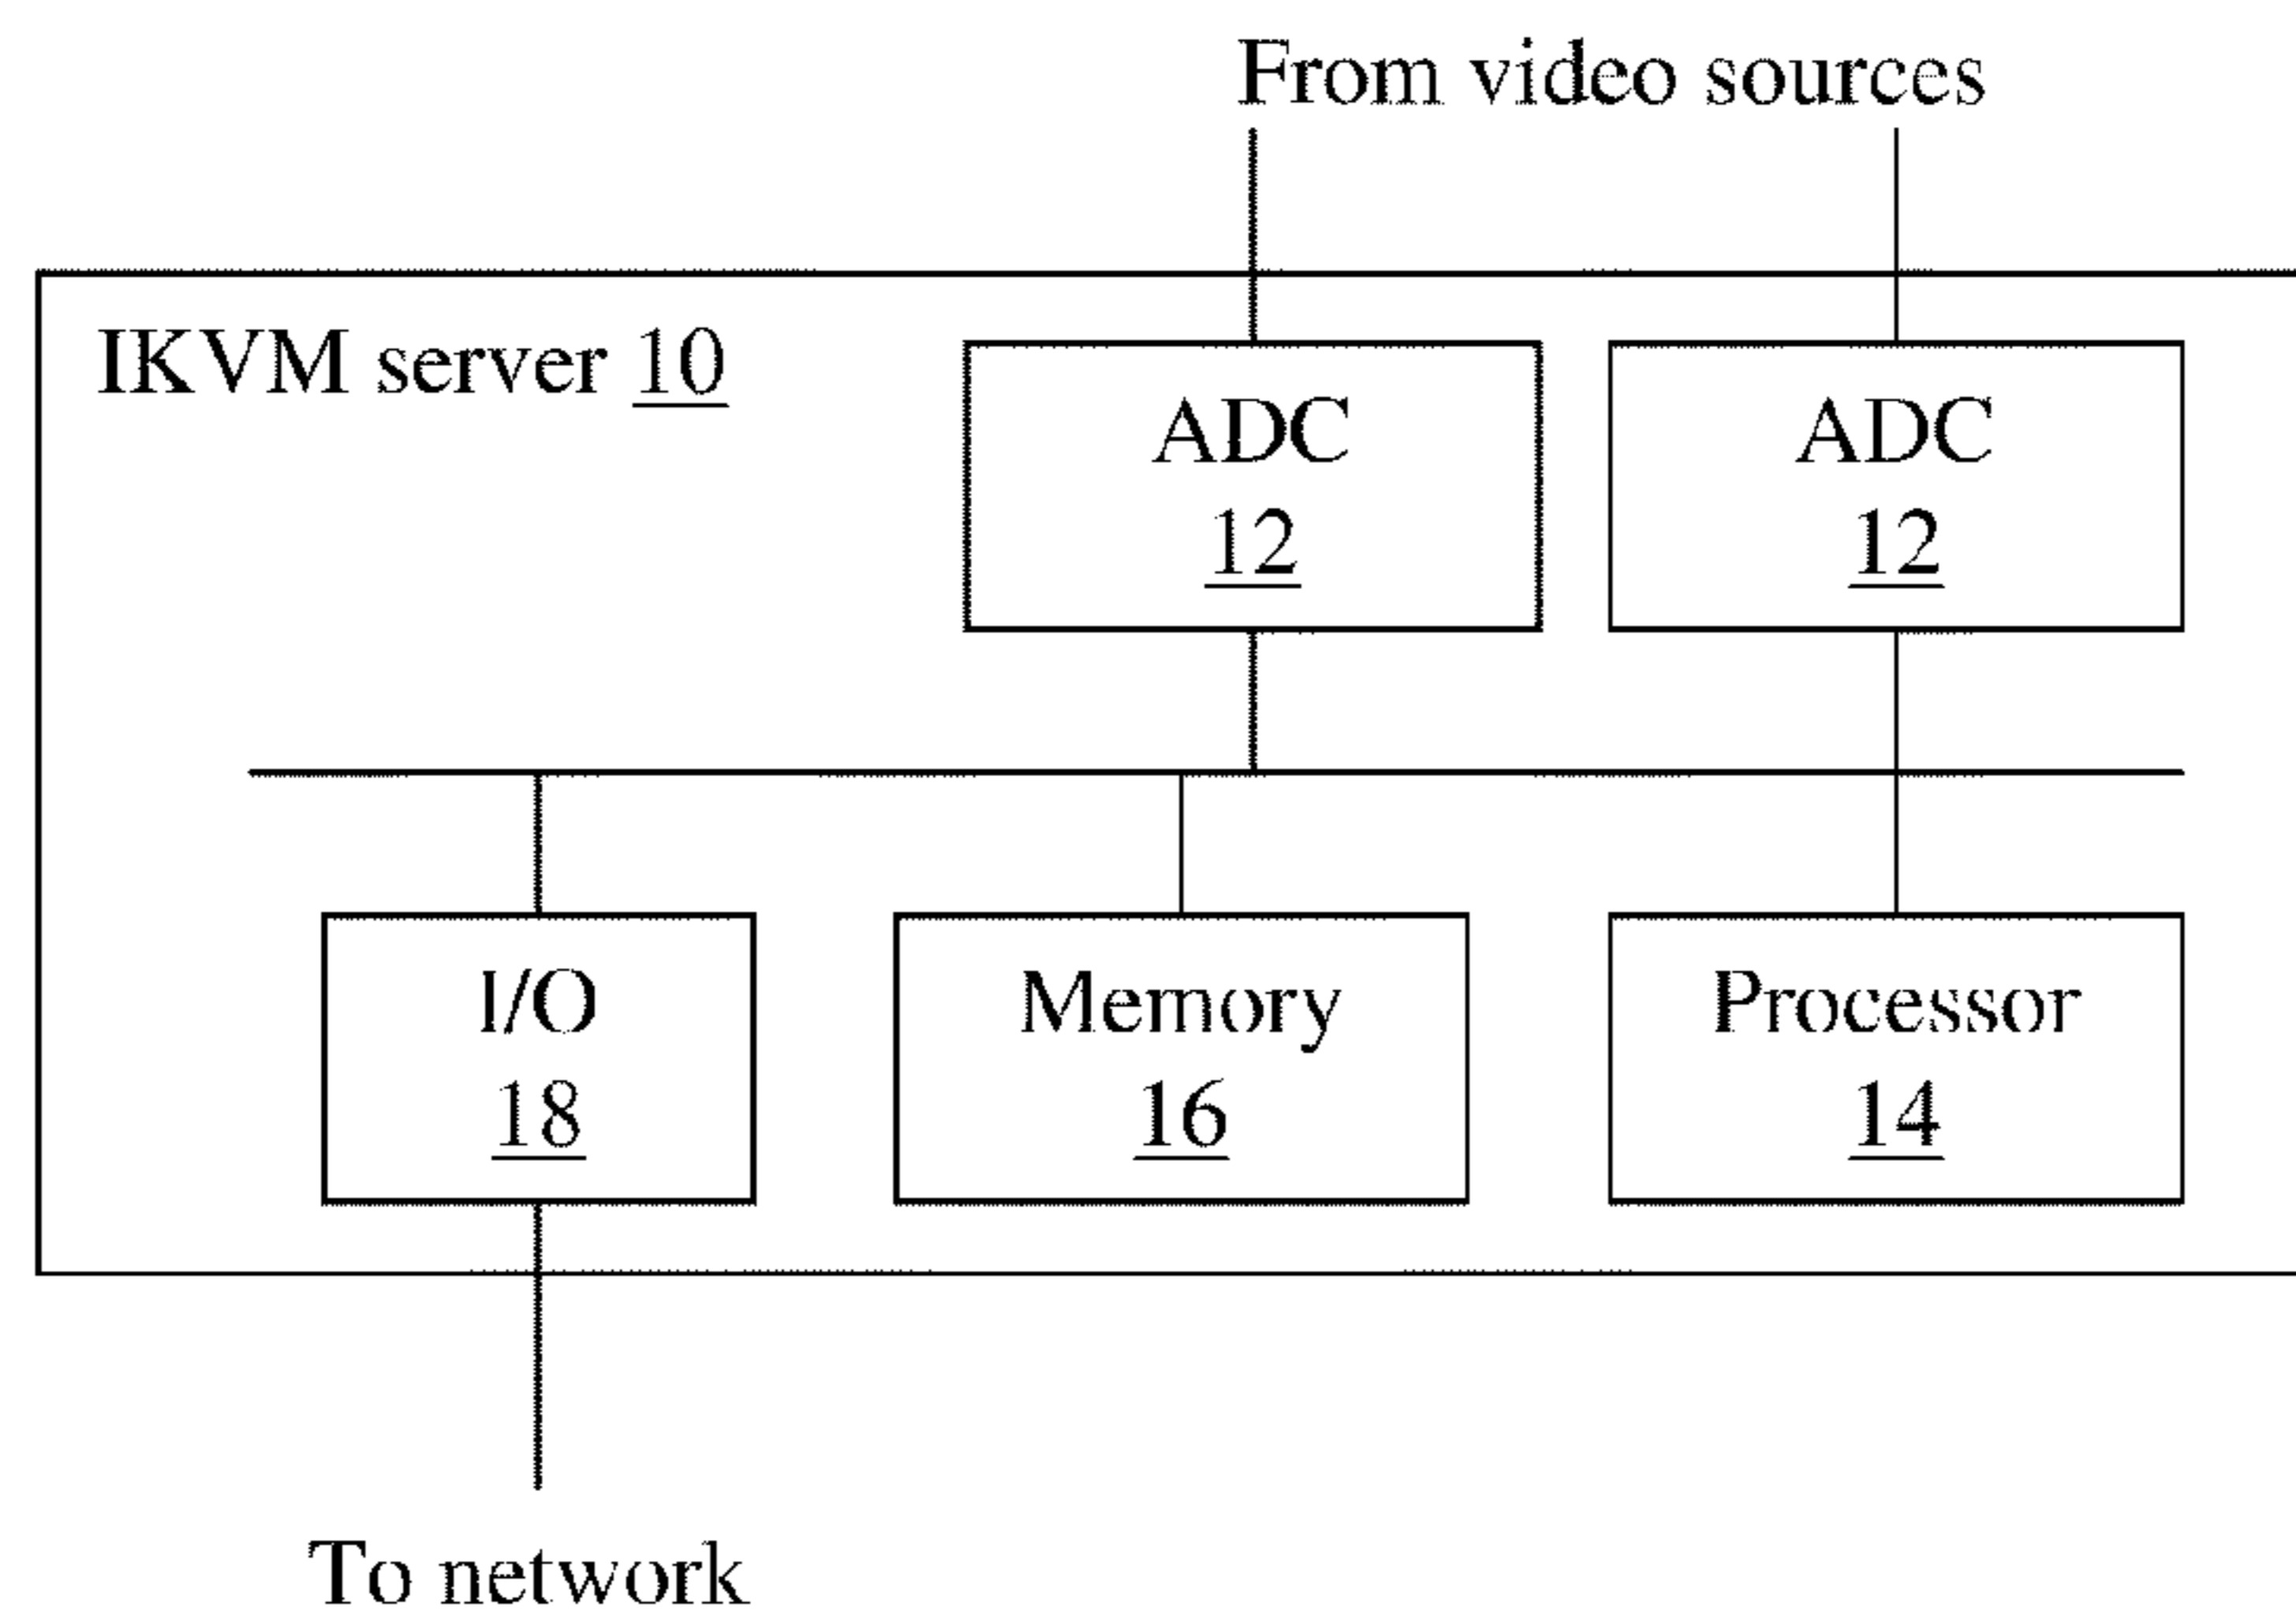 From video sources
IKVM server 10
ADC
12
ADC
12
I/O
18
Memory
16
Processor
14
To network